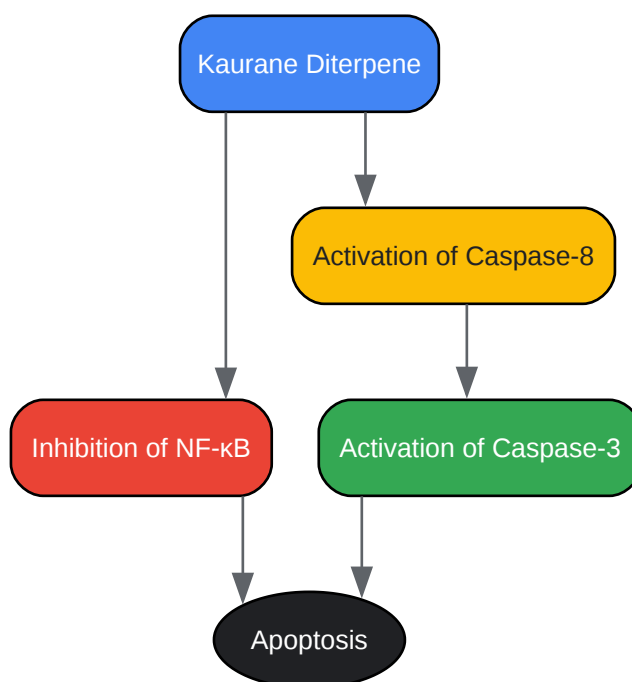 Kaurane Diterpene
Activation of Caspase-8
Inhibition of NF-κB
Activation of Caspase-3
Apoptosis